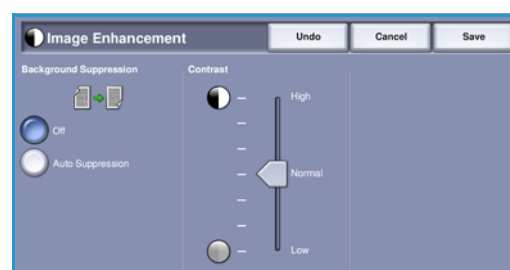 Image Enhancement
Undo
Cancel
Save
Background Suppression
Off
Auto Suppression
Contrast
High
Normal
Low